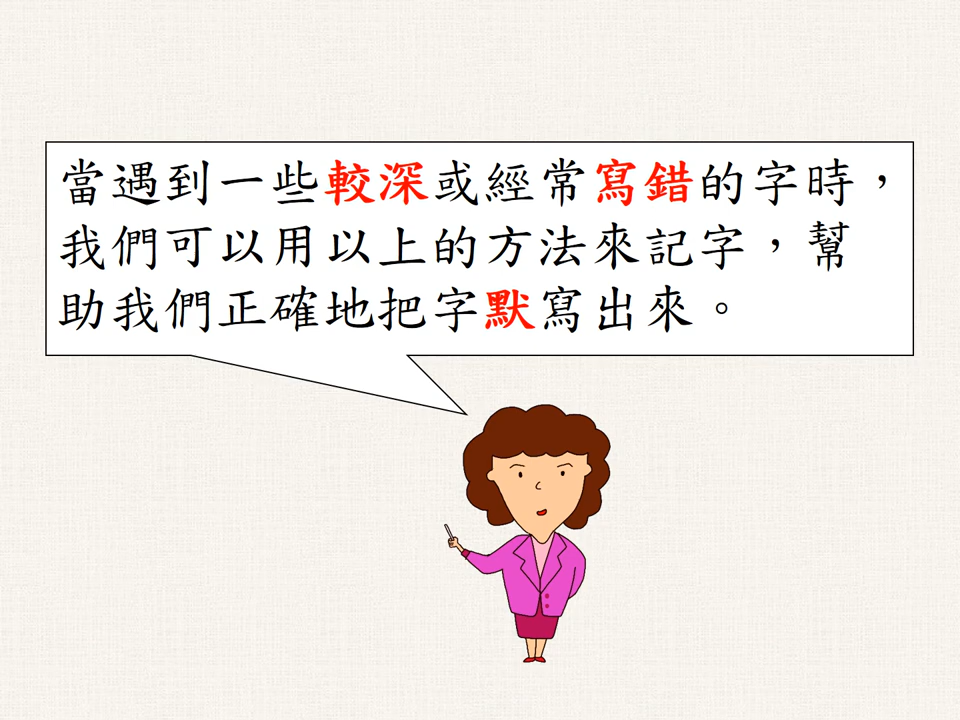 當遇到一些較深或經常寫錯的字時，
我們可以用以上的方法來記字，幫
助我們正確地把字默寫出來。